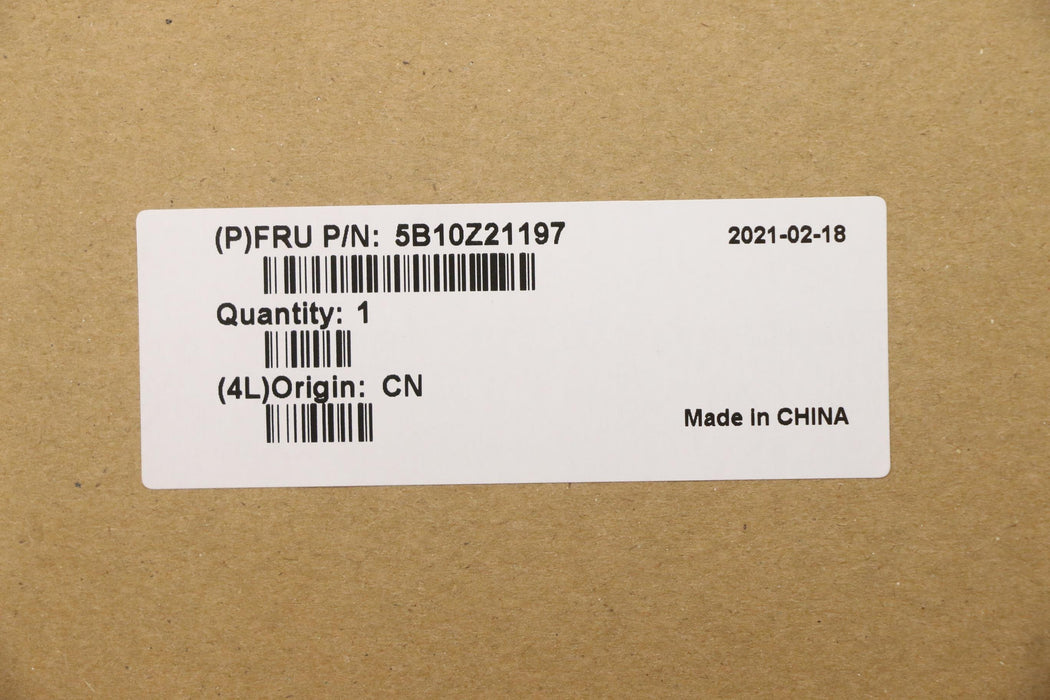 (P)FRU P/N: 5B10Z21197 2021-02-18
Quantity: 1
(4L)Origin: CN
Made in CHINA